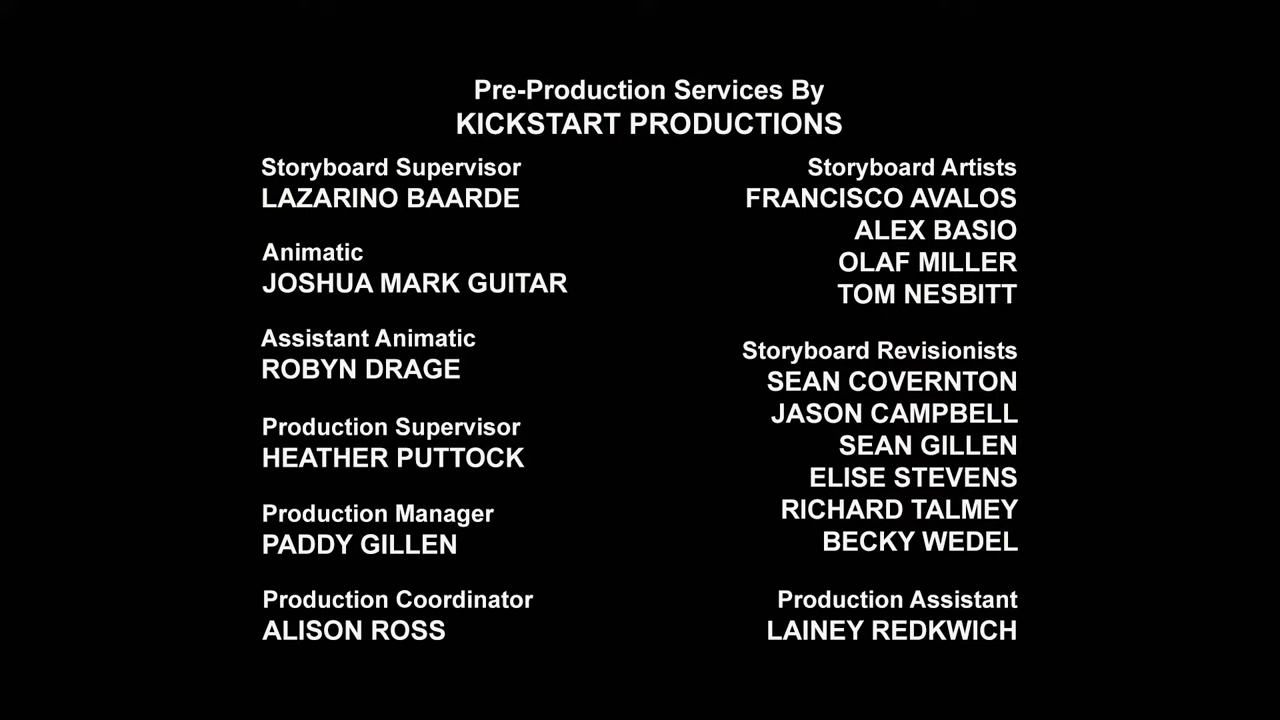 Pre-Production Services By
KICKSTART PRODUCTIONS
Storyboard Supervisor
LAZARINO BAARDE
Animatic
JOSHUA MARK GUITAR
Assistant Animatic
ROBYN DRAGE
Production Supervisor
HEATHER PUTTOCK
Production Manager
PADDY GILLEN
Production Coordinator
ALISON ROSS
Storyboard Artists
FRANCISCO AVALOS
ALEX BASIO
OLAF MILLER
TOM NESBITT
Storyboard Revisionists
SEAN COVERNTON
JASON CAMPBELL
SEAN GILLEN
ELISE STEVENS
RICHARD TALMEY
BECKY WEDEL
Production Assistant
LAINEY REDKWICH